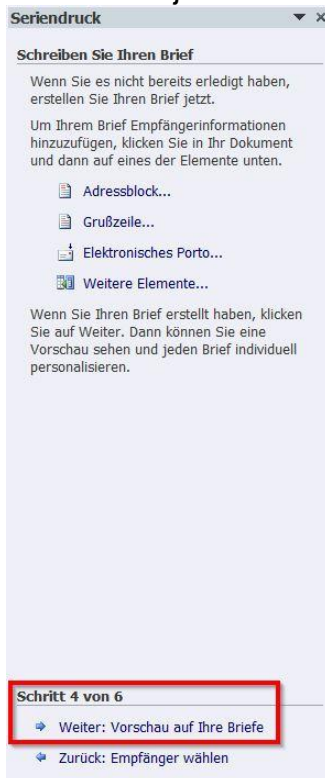 Seriendruck
Schreiben Sie Ihren Brief
Wenn Sie es nicht bereits erledigt haben,
erstellen Sie Ihren Brief jetzt.
Um Ihrem Brief Empfängerinformationen
hinzuzufügen, klicken Sie in Ihr Dokument
und dann auf eines der Elemente unten.
Adressblock...
Grußzeile...
Elektronisches Porto...
Weitere Elemente...
Wenn Sie Ihren Brief erstellt haben, klicken
Sie auf Weiter. Dann können Sie eine
Vorschau sehen und jeden Brief individuell
personalisieren.
Schritt 4 von 6
Weiter: Vorschau auf Ihre Briefe
Zurück: Empfänger wählen